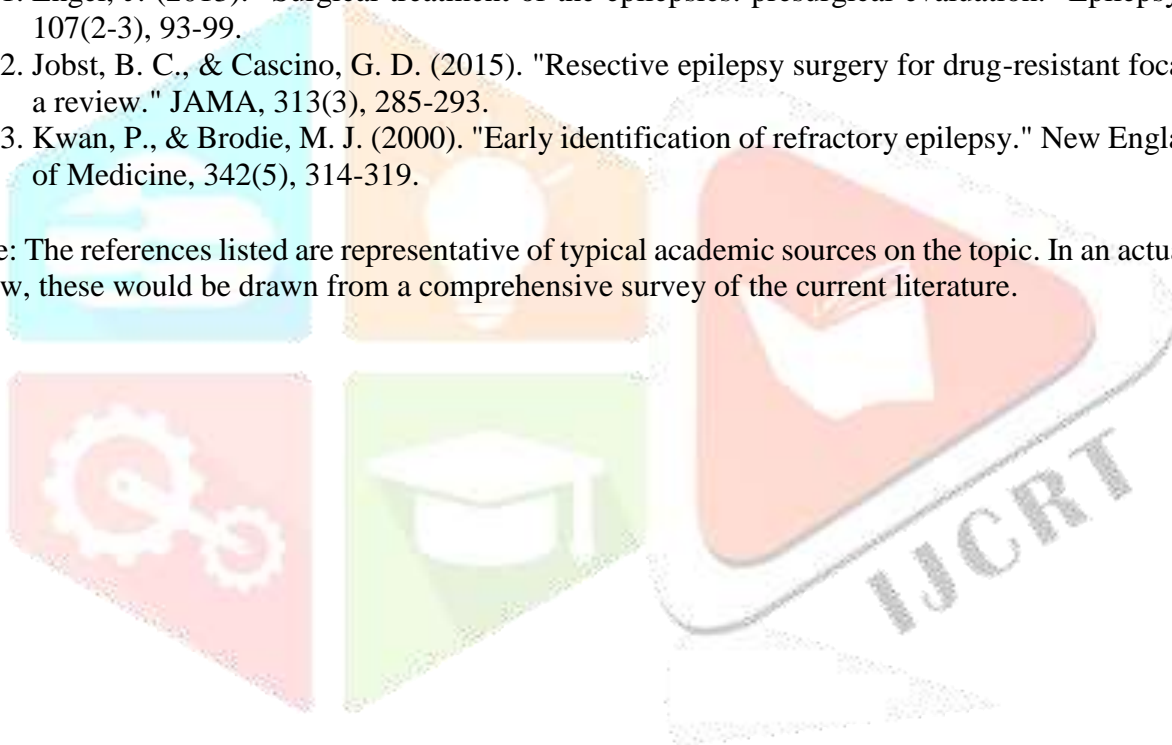 107(2-3), 93-99.
2. Jobst, B. C., & Cascino, G. D. (2015). "Resective epilepsy surgery for drug-resistant foca
a review." JAMA, 313(3), 285-293.
3. Kwan, P., & Brodie, M. J. (2000). "Early identification of refractory epilepsy." New Engla
of Medicine, 342(5), 314-319.
e: The references listed are representative of typical academic sources on the topic. In an actua
w, these would be drawn from a comprehensive survey of the current literature.
IJCRT